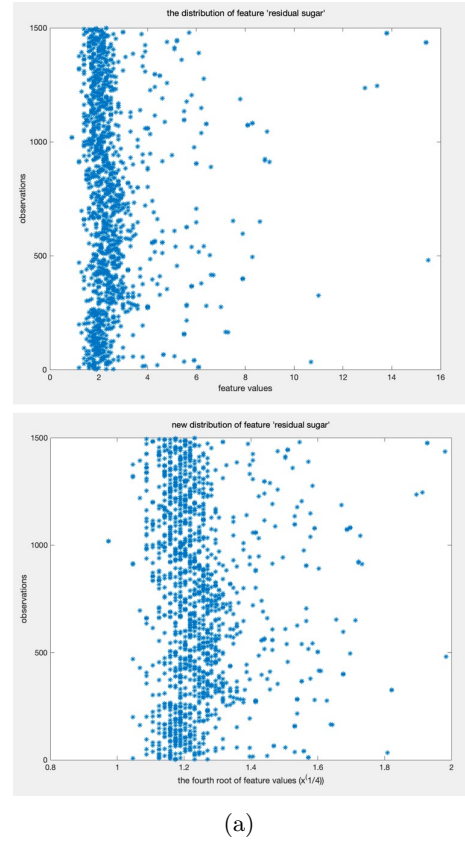 the distribution of feature 'residual sugar'
1500
1000
500
0
observations
0 2 4 6 8 10 12 14 16
feature values
new distribution of feature 'residual sugar'
1500
1000
500
0
observations
0.8 1 1.2 1.4 1.6 1.8 2
the fourth root of feature values (x(1/4))
(a)